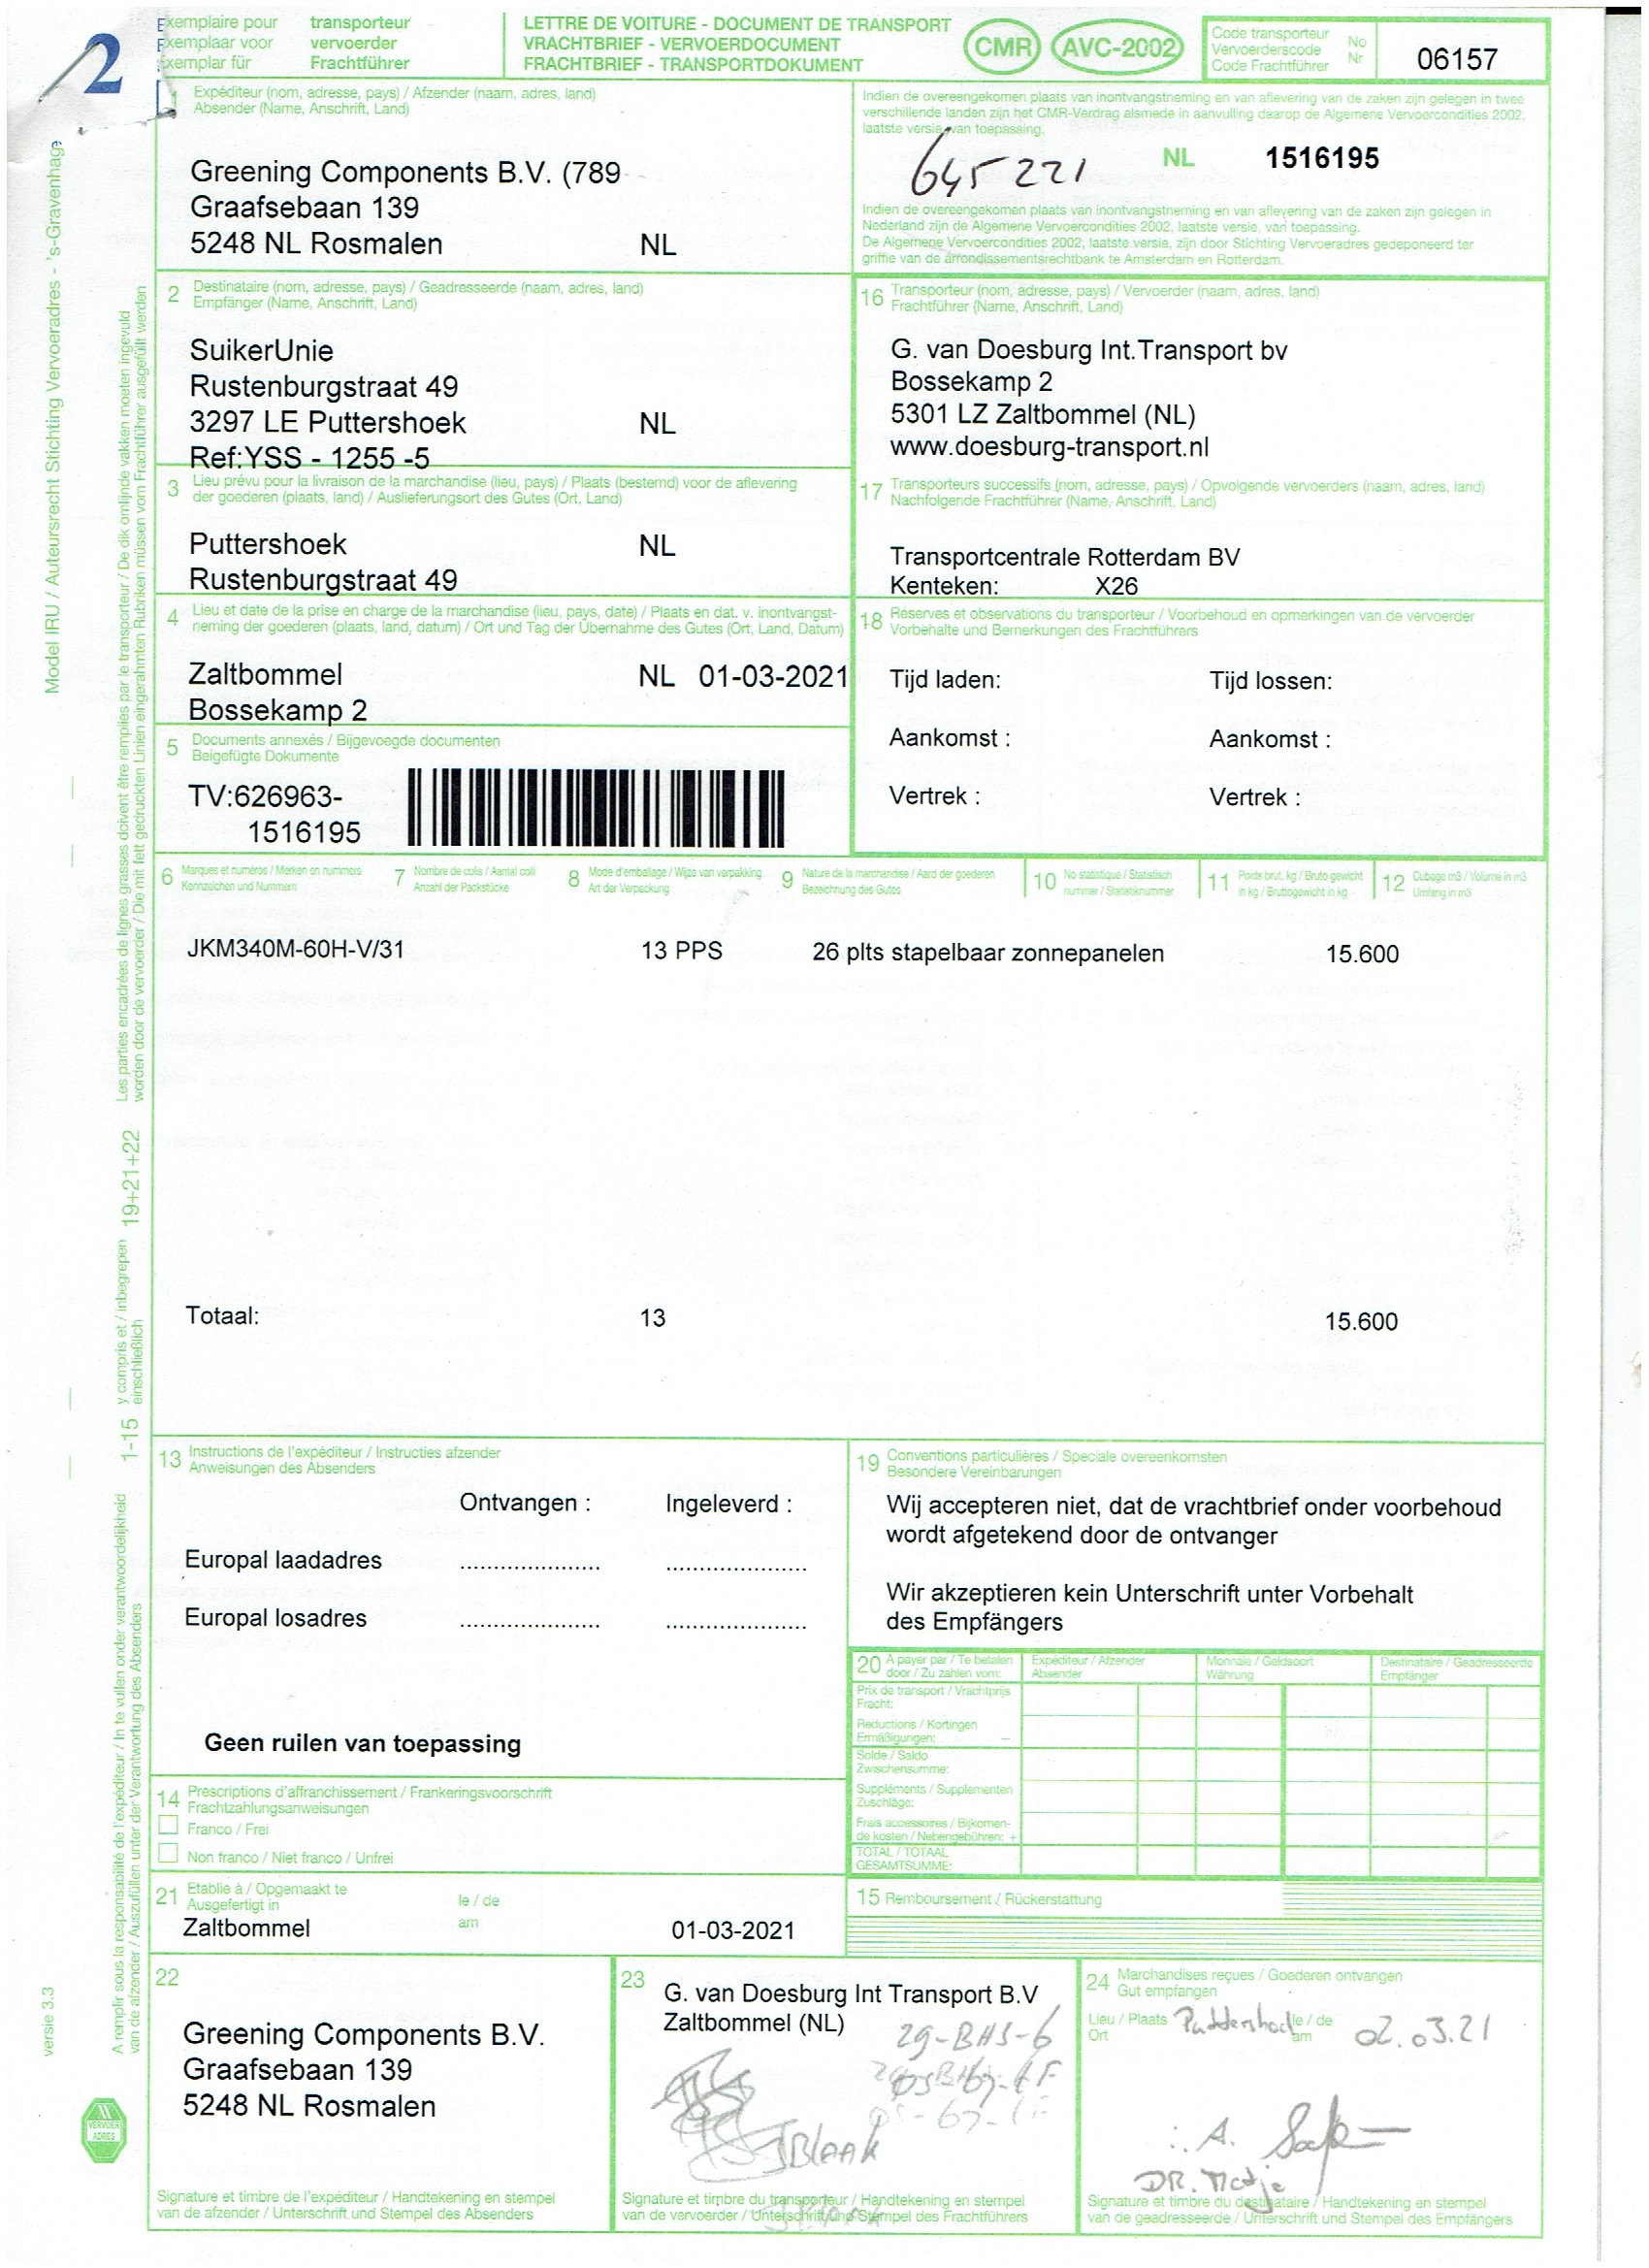 2
Exemplaire pour transporteur
Exemplaar voor vervoerder
Exemplar für Frachtführer
LETTRE DE VOITURE - DOCUMENT DE TRANSPORT
VRACHTBRIEF - VERVOERDOCUMENT
FRACHTBRIEF - TRANSPORTDOKUMENT
CMR AVC-2002
Code transporteur
Vervoerderscode No
Code Frachtführer Nr
06157
1 Expéditeur (nom, adresse, pays) / Afzender (naam, adres, land)
Absender (Name, Anschrift, Land)
Greening Components B.V. (789
Graafsebaan 139
5248 NL Rosmalen NL
Indien de overeengekomen plaats van inontvangstneming en van aflevering van de zaken zijn gelegen in twee
verschillende landen zijn het CMR-Verdrag alsmede in aanvulling daarop de Algemene Vervoercondities 2002,
laatste versie, van toepassing.
645221 NL 1516195
Indien de overeengekomen plaats van inontvangstneming en van aflevering van de zaken zijn gelegen in
Nederland zijn de Algemene Vervoercondities 2002, laatste versie, van toepassing.
De Algemene Vervoercondities 2002, laatste versie, zijn door Stichting Vervoeradres gedeponeerd ter
griffie van de arrondissementsrechtbank te Amsterdam en Rotterdam.
2 Destinataire (nom, adresse, pays) / Geadresseerde (naam, adres, land)
Empfänger (Name, Anschrift, Land)
SuikerUnie
Rustenburgstraat 49
3297 LE Puttershoek NL
Ref:YSS - 1255 -5
16 Transporteur (nom, adresse, pays) / Vervoerder (naam, adres, land)
Frachtführer (Name, Anschrift, Land)
G. van Doesburg Int.Transport bv
Bossekamp 2
5301 LZ Zaltbommel (NL)
www.doesburg-transport.nl
3 Lieu prévu pour la livraison de la marchandise (lieu, pays) / Plaats (bestemd) voor de aflevering
der goederen (plaats, land) / Auslieferungsort des Gutes (Ort, Land)
Puttershoek NL
Rustenburgstraat 49
17 Transporteurs successifs (nom, adresse, pays) / Opvolgende vervoerders (naam, adres, land)
Nachfolgende Frachtführer (Name, Anschrift, Land)
Transportcentrale Rotterdam BV
Kenteken: X26
4 Lieu et date de la prise en charge de la marchandise (lieu, pays, date) / Plaats en dat. v. inontvangst-
neming der goederen (plaats, land, datum) / Ort und Tag der Übernahme des Gutes (Ort, Land, Datum)
Zaltbommel NL 01-03-2021
Bossekamp 2
18 Réserves et observations du transporteur / Voorbehoud en opmerkingen van de vervoerder
Vorbehalte und Bemerkungen des Frachtführers
Tijd laden: Tijd lossen:
Aankomst : Aankomst :
Vertrek : Vertrek :
5 Documents annexés / Bijgevoegde documenten
Beigefügte Dokumente
TV:626963-
1516195
6 Marques et numéros / Merken en nummers
Kennzeichen und Nummern
7 Nombre de colis / Aantal colli
Anzahl der Packstücke
8 Mode d'emballage / Wijze van verpakking
Art der Verpackung
9 Nature de la marchandise / Aard der goederen
Bezeichnung des Gutes
10 No statistique / Statistisch
nummer / Statistiknummer
11 Poids brut, kg / Bruto gewicht
in kg / Bruttogewicht in kg
12 Cubage m3 / Volume in m3
Umfang in m3
JKM340M-60H-V/31 13 PPS 26 plts stapelbaar zonnepanelen 15.600
Totaal: 13 15.600
13 Instructions de l'expéditeur / Instructies afzender
Anweisungen des Absenders
Ontvangen : Ingeleverd :
Europal laadadres .................... ....................
Europal losadres .................... ....................
Geen ruilen van toepassing
19 Conventions particulières / Speciale overeenkomsten
Besondere Vereinbarungen
Wij accepteren niet, dat de vrachtbrief onder voorbehoud
wordt afgetekend door de ontvanger
Wir akzeptieren kein Unterschrift unter Vorbehalt
des Empfängers
20 A payer par / Te betalen
door / Zu zahlen vom:
Expéditeur / Afzender
Absender
Monnaie / Geldsoort
Währung
Destinataire / Geadresseerde
Empfänger
Prix de transport / Vrachtprijs
Fracht:
Reductions / Kortingen
Ermäßigungen: –
Solde / Saldo
Zwischensumme:
Suppléments / Supplementen
Zuschläge:
Frais accessoires / Bijkomen-
de kosten / Nebengebühren: +
TOTAL / TOTAAL
GESAMTSUMME:
14 Prescriptions d'affranchissement / Frankeringsvoorschrift
Frachtzahlungsanweisungen
Franco / Frei
Non franco / Niet franco / Unfrei
21 Etablie à / Opgemaakt te
Ausgefertigt in
le / de
am
Zaltbommel 01-03-2021
15 Remboursement / Rückerstattung
22
Greening Components B.V.
Graafsebaan 139
5248 NL Rosmalen
Signature et timbre de l'expéditeur / Handtekening en stempel
van de afzender / Unterschrift und Stempel des Absenders
23
G. van Doesburg Int Transport B.V
Zaltbommel (NL)
29-BHS-6
JBlaak
Signature et timbre du transporteur / Handtekening en stempel
van de vervoerder / Unterschrift und Stempel des Frachtführers
24 Marchandises reçues / Goederen ontvangen
Gut empfangen
Lieu / Plaats le / de
Ort am
02.03.21
Signature et timbre du destinataire / Handtekening en stempel
van de geadresseerde / Unterschrift und Stempel des Empfängers
Model IRU / Auteursrecht Stichting Vervoeradres - 's-Gravenhage
Les parties encadrées de lignes grasses doivent être remplies par le transporteur / De dik omlijnde vakken moeten ingevuld
worden door de vervoerder / Die mit fett gedruckten Linien eingerahmten Rubriken müssen vom Frachtführer ausgefüllt werden
19+21+22
y compris et / inbegrepen
einschließlich
1-15
A remplir sous la responsabilité de l'expéditeur / In te vullen onder verantwoordelijkheid
van de afzender / Auszufüllen unter der Verantwortung des Absenders
versie 3.3
VERVOER
ADRES